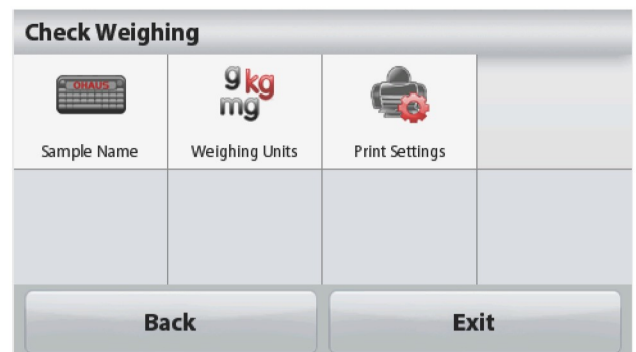 Check Weighing
OHAUS
g kg
mg
Sample Name
Weighing Units
Print Settings
Back
Exit